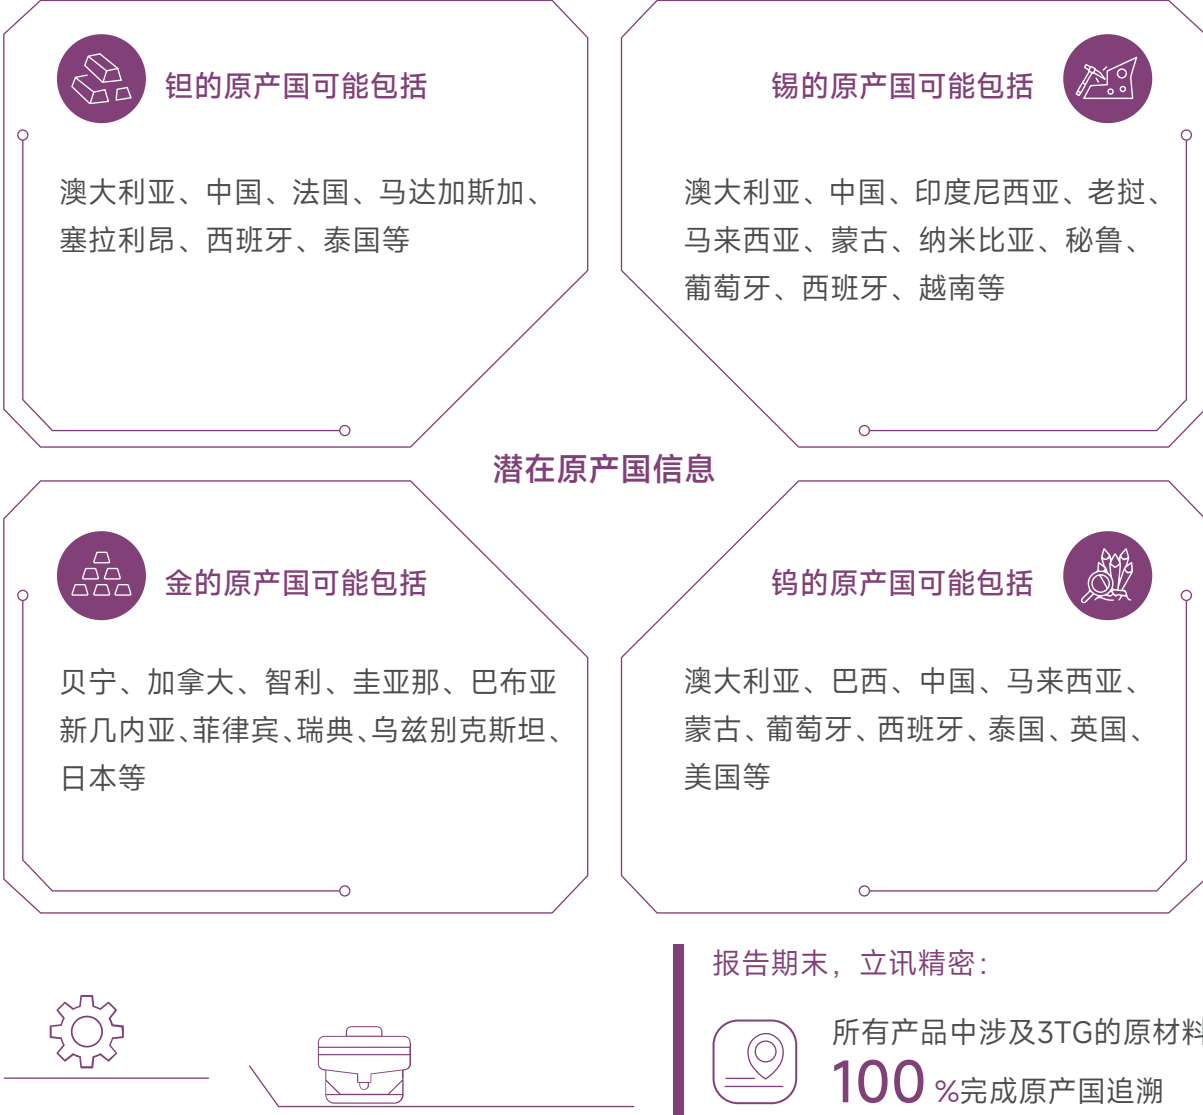 钽的原产国可能包括
澳大利亚、中国、法国、马达加斯加、
塞拉利昂、西班牙、泰国等
锡的原产国可能包括
澳大利亚、中国、印度尼西亚、老挝、
马来西亚、蒙古、纳米比亚、秘鲁、
葡萄牙、西班牙、越南等
潜在原产国信息
金的原产国可能包括
贝宁、加拿大、智利、圭亚那、巴布亚
新几内亚、菲律宾、瑞典、乌兹别克斯坦、
日本等
钨的原产国可能包括
澳大利亚、巴西、中国、马来西亚、
蒙古、葡萄牙、西班牙、泰国、英国、
美国等
报告期末，立讯精密：
所有产品中涉及3TG的原材料
100 %完成原产国追溯